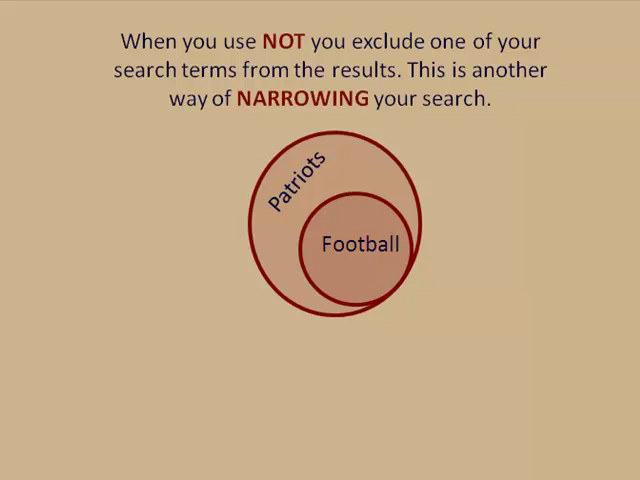 When you use NOT you exclude one of your
search terms from the results. This is another
way of NARROWING your search.
Patriots
Football